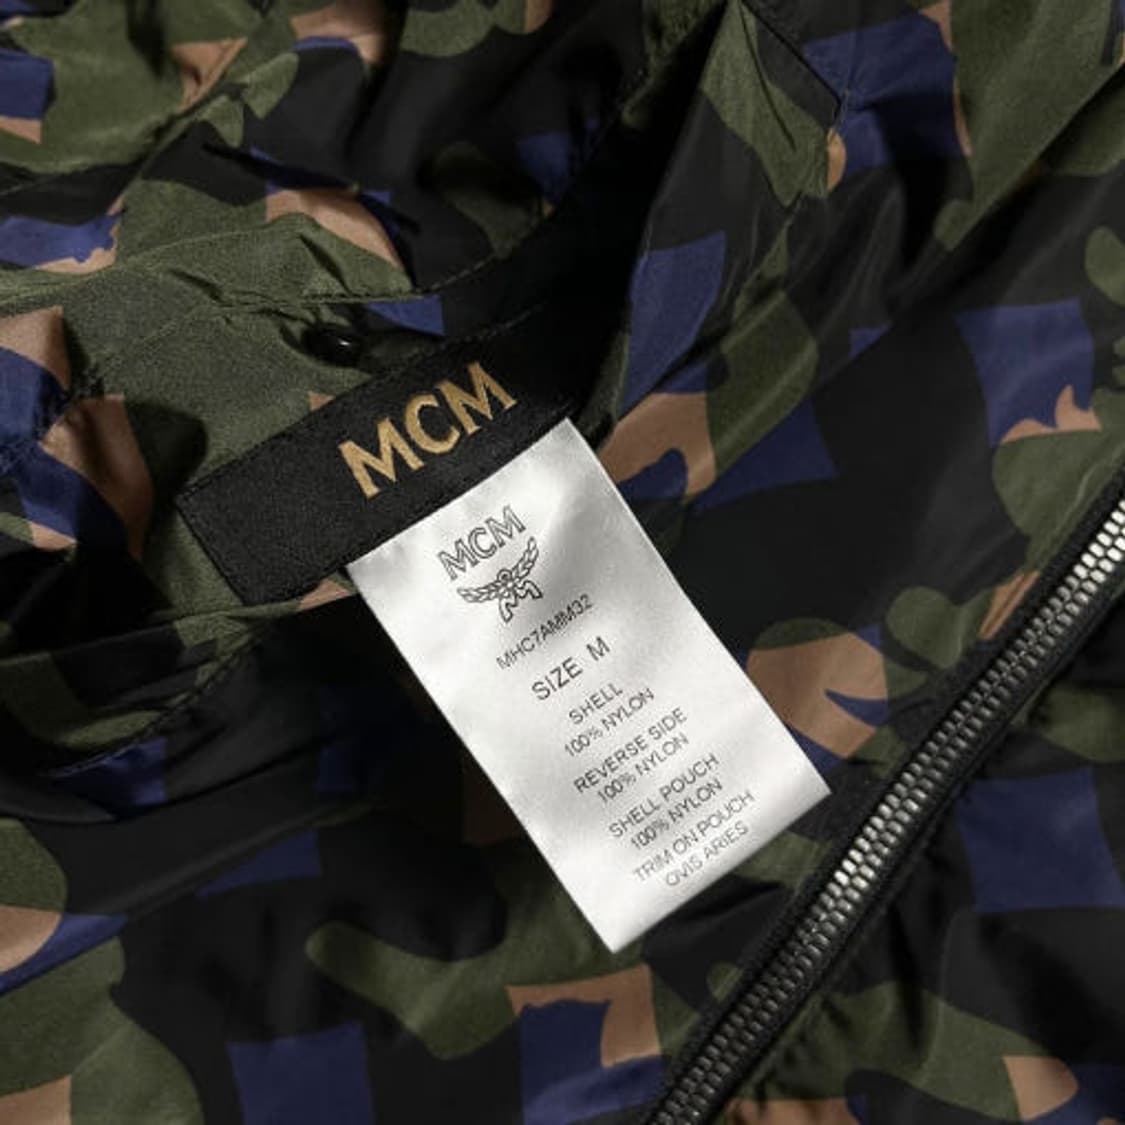 MCM
MCM
MHC7AMM32
SIZE M
SHELL
100% NYLON
REVERSE SIDE
100% NYLON
SHELL POUCH
100% NYLON
TRIM ON POUCH
OVIS ARIES